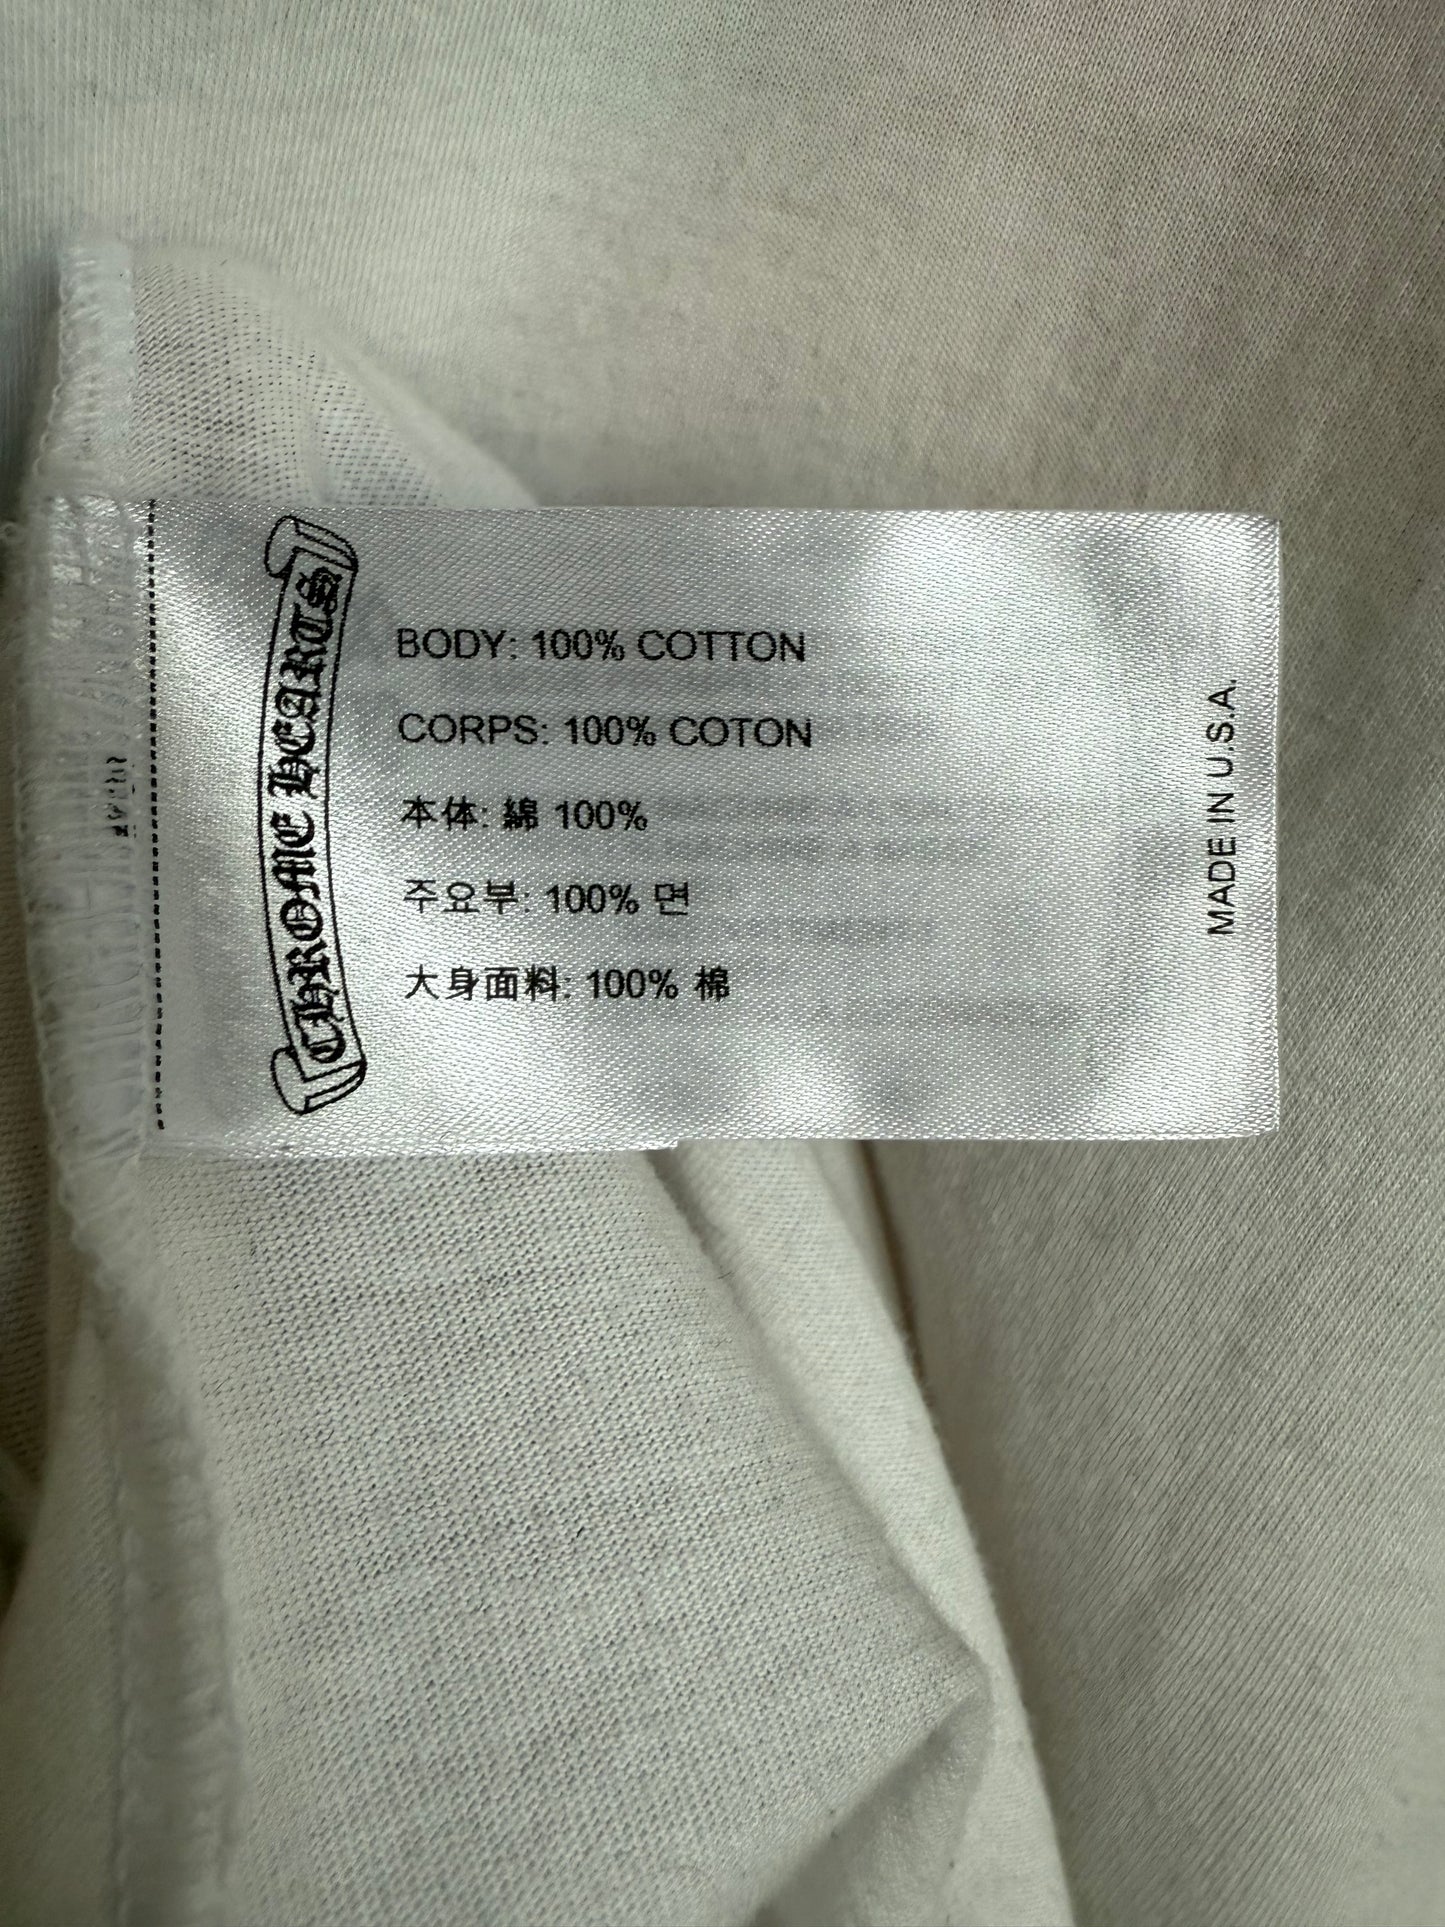 CHROME HEARTS
BODY: 100% COTTON
CORPS: 100% COTON
本体: 綿 100%
주요부: 100% 면
大身面料: 100% 棉
MADE IN U.S.A.